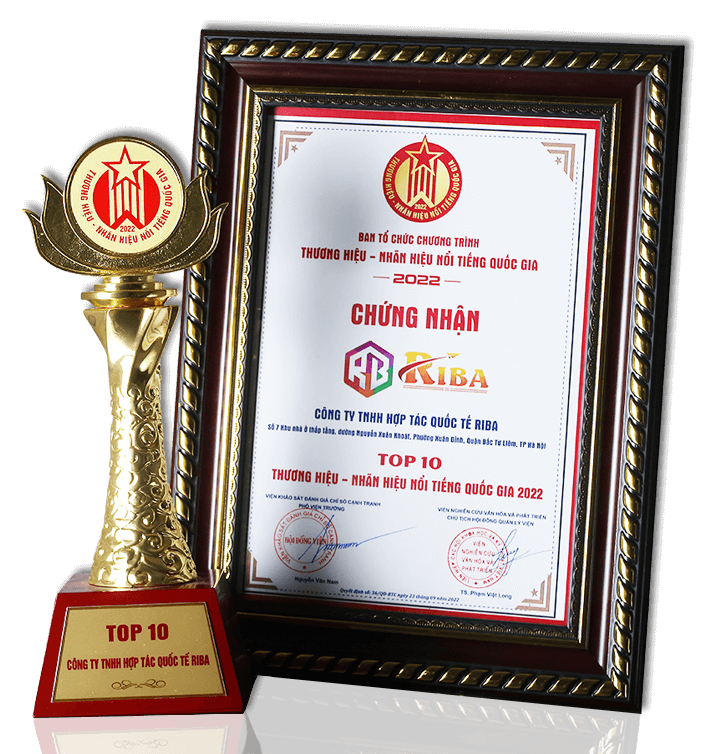 THƯƠNG HIỆU - NHÃN HIỆU NỔI TIẾNG QUỐC GIA
2022
TOP 10
CÔNG TY TNHH HỢP TÁC QUỐC TẾ RIBA
THƯƠNG HIỆU - NHÃN HIỆU NỔI TIẾNG QUỐC GIA
2022
BAN TỔ CHỨC CHƯƠNG TRÌNH
THƯƠNG HIỆU – NHÃN HIỆU NỔI TIẾNG QUỐC GIA
2022
CHỨNG NHẬN
RB RIBA
CÔNG TY TNHH HỢP TÁC QUỐC TẾ RIBA
Số 7 Khu nhà ở thấp tầng, đường Nguyễn Xuân Khoát, Phường Xuân Đỉnh, Quận Bắc Từ Liêm, TP Hà Nội
TOP 10
THƯƠNG HIỆU – NHÃN HIỆU NỔI TIẾNG QUỐC GIA 2022
VIỆN KHẢO SÁT ĐÁNH GIÁ CHỈ SỐ CẠNH TRANH
PHÓ VIỆN TRƯỞNG
HỘI ĐỒNG VIỆN
Nguyễn Văn Nam
VIỆN NGHIÊN CỨU VĂN HÓA VÀ PHÁT TRIỂN
CHỦ TỊCH HỘI ĐỒNG QUẢN LÝ VIỆN
VIỆN
NGHIÊN CỨU
VĂN HÓA VÀ
PHÁT TRIỂN
TS. Phạm Việt Long
Quyết định số: 36/QĐ-BTC ngày 23 tháng 09 năm 2022